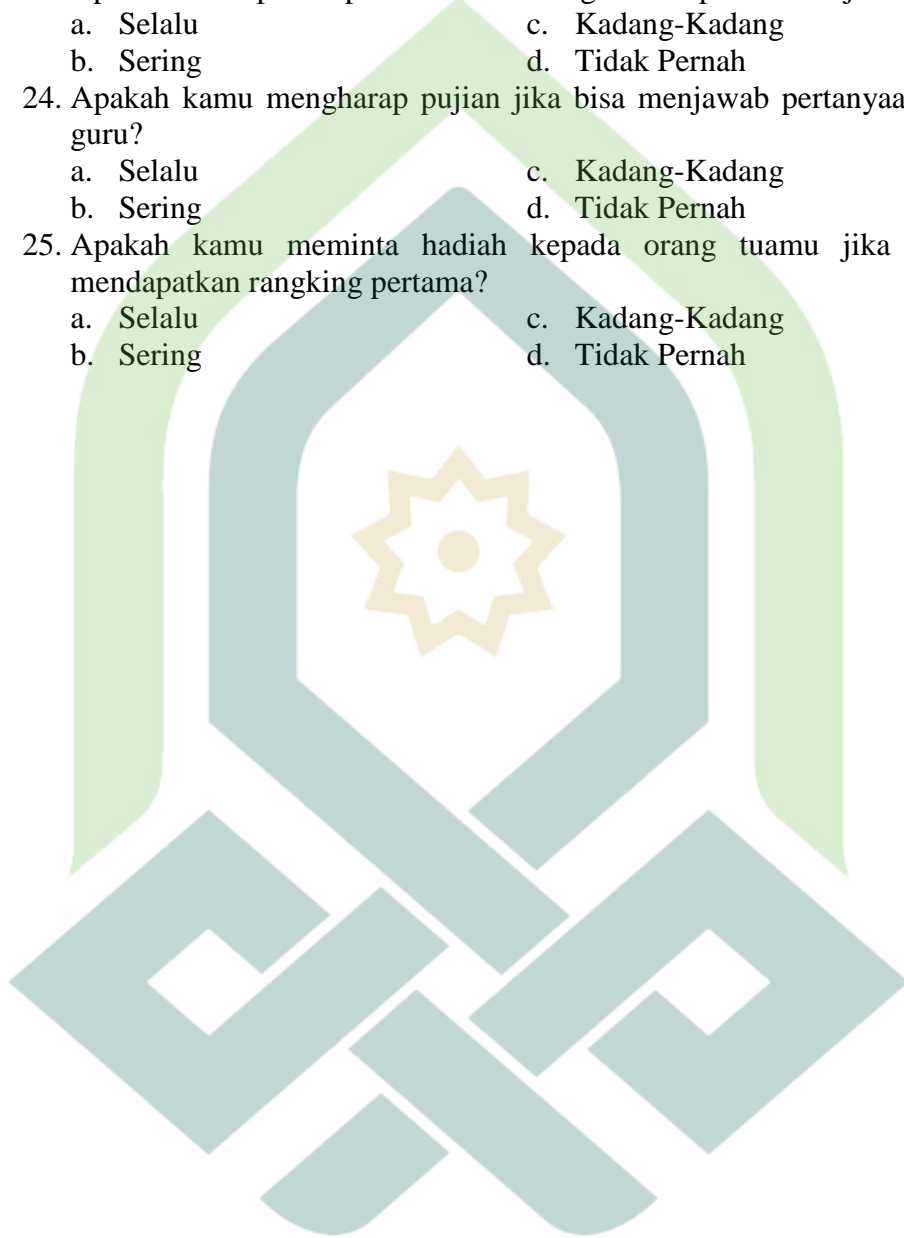 a. Selalu c. Kadang-Kadang
b. Sering d. Tidak Pernah
24. Apakah kamu mengharap pujian jika bisa menjawab pertanyaa
guru?
a. Selalu c. Kadang-Kadang
b. Sering d. Tidak Pernah
25. Apakah kamu meminta hadiah kepada orang tuamu jika
mendapatkan rangking pertama?
a. Selalu c. Kadang-Kadang
b. Sering d. Tidak Pernah